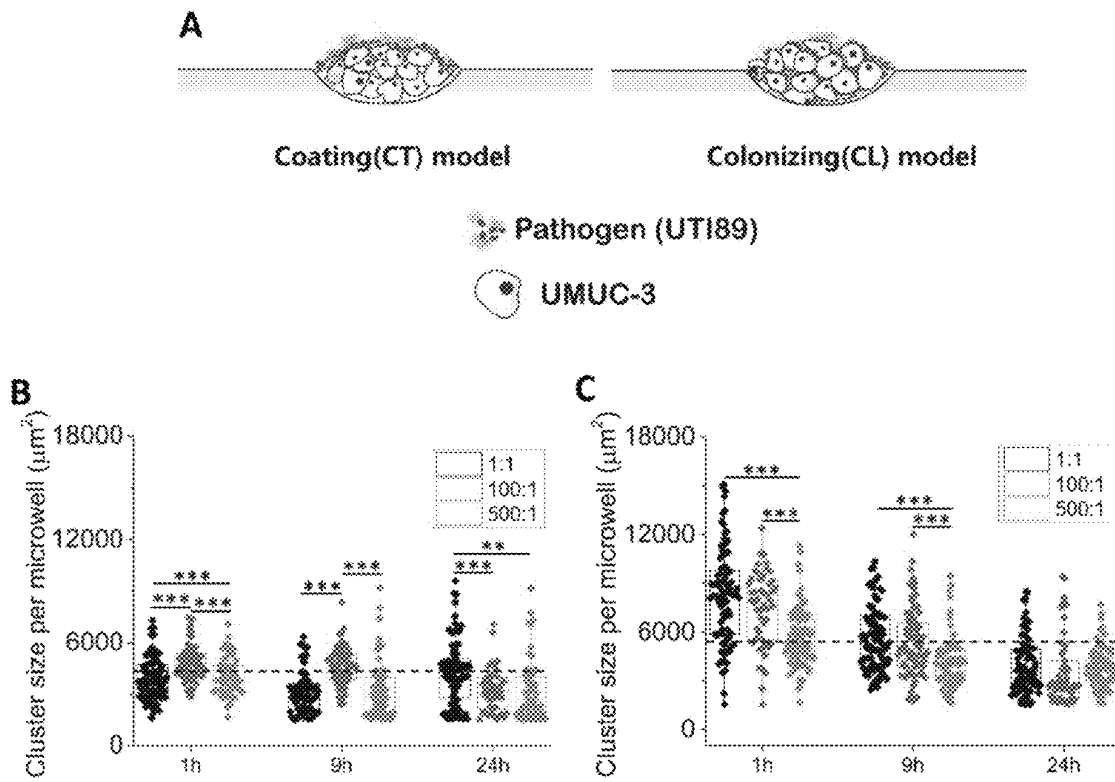 A
Coating(CT) model
Colonizing(CL) model
Pathogen (UTI89)
UMUC-3
B
Cluster size per microwell (μm²)
18000
12000
6000
0
1:1
100:1
500:1
***
***
***
***
***
**
***
1h
9h
24h
C
Cluster size per microwell (μm²)
18000
12000
6000
0
1:1
100:1
500:1
***
***
***
***
1h
9h
24h